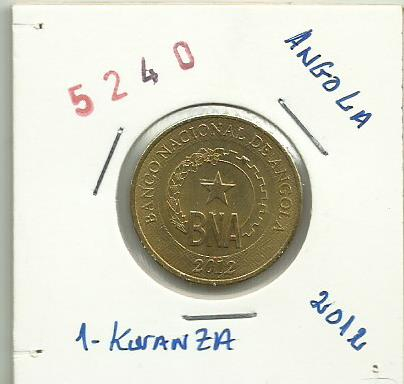 5240
ANGOLA
BANCO NACIONAL DE ANGOLA
BNA
2012
2012
1-KWANZA